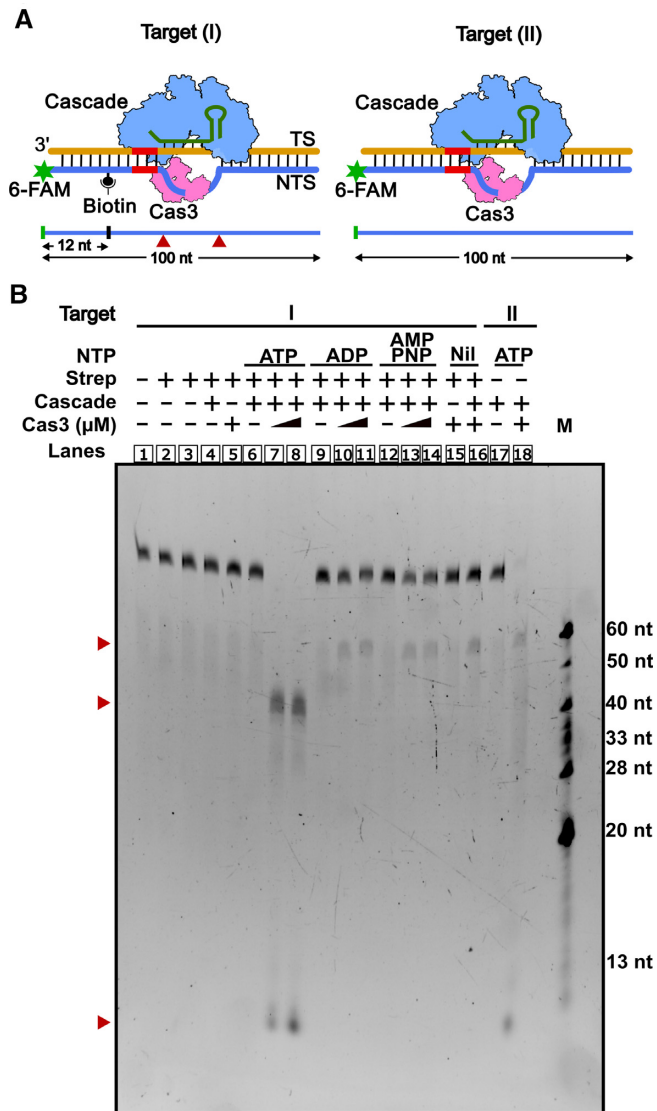 A
Target (I)
Target (II)
Cascade
Cascade
3'
TS
NTS
6-FAM
Biotin
Cas3
6-FAM
Cas3
12 nt
100 nt
100 nt
B
Target I II
NTP ATP ADP AMP PNP Nil ATP
Strep - + + + + + + + + + + + + + + + - -
Cascade - - - + - + + + + + + + + + - + + +
Cas3 (µM) - - - - + - - - + + - +
M
Lanes 1 2 3 4 5 6 7 8 9 10 11 12 13 14 15 16 17 18
60 nt
50 nt
40 nt
33 nt
28 nt
20 nt
13 nt